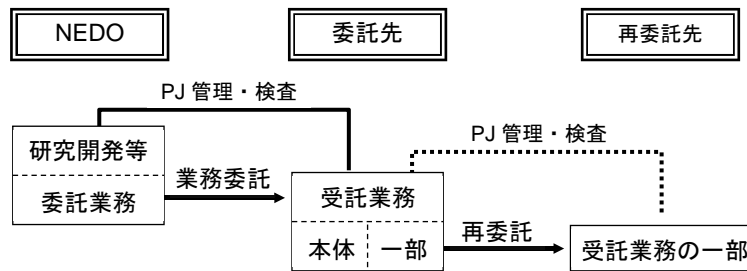 NEDO
委託先
再委託先
PJ 管理・検査
PJ 管理・検査
研究開発等
委託業務
業務委託
受託業務
本体
一部
再委託
受託業務の一部